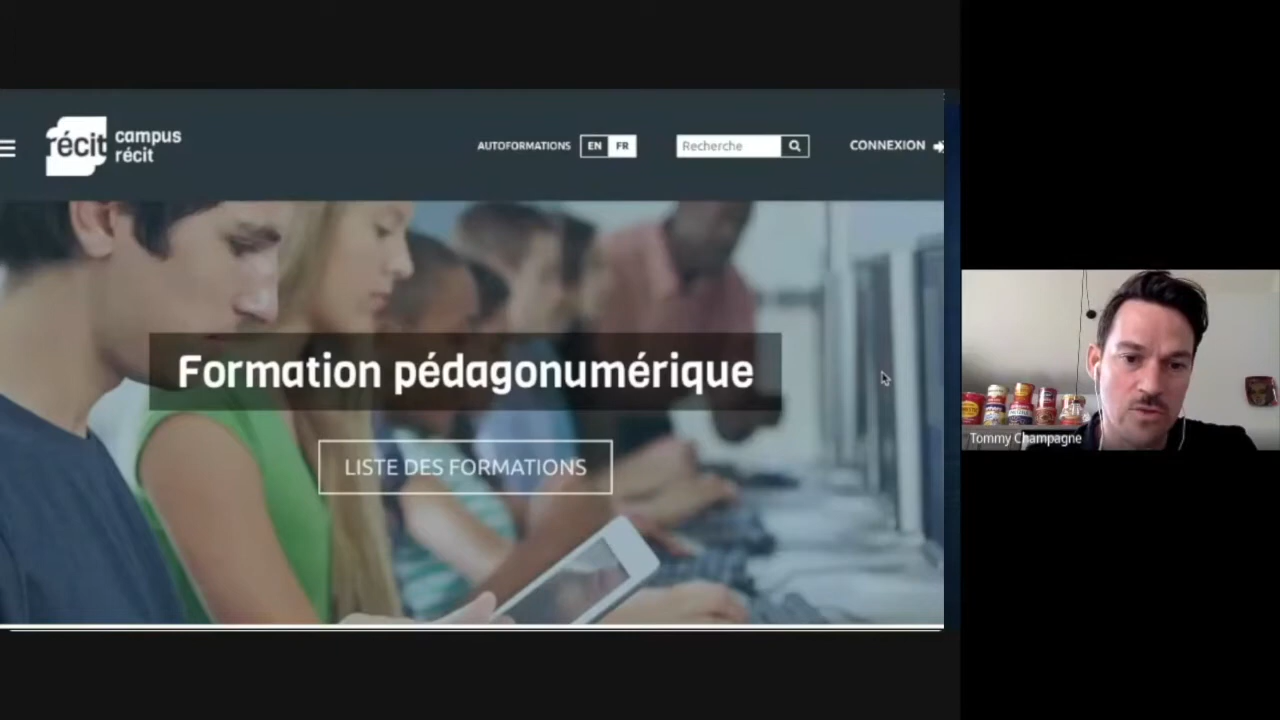 récit
campus
récit
AUTOFORMATIONS
EN
FR
Recherche
CONNEXION
Formation pédagonumérique
LISTE DES FORMATIONS
Tommy Champagne